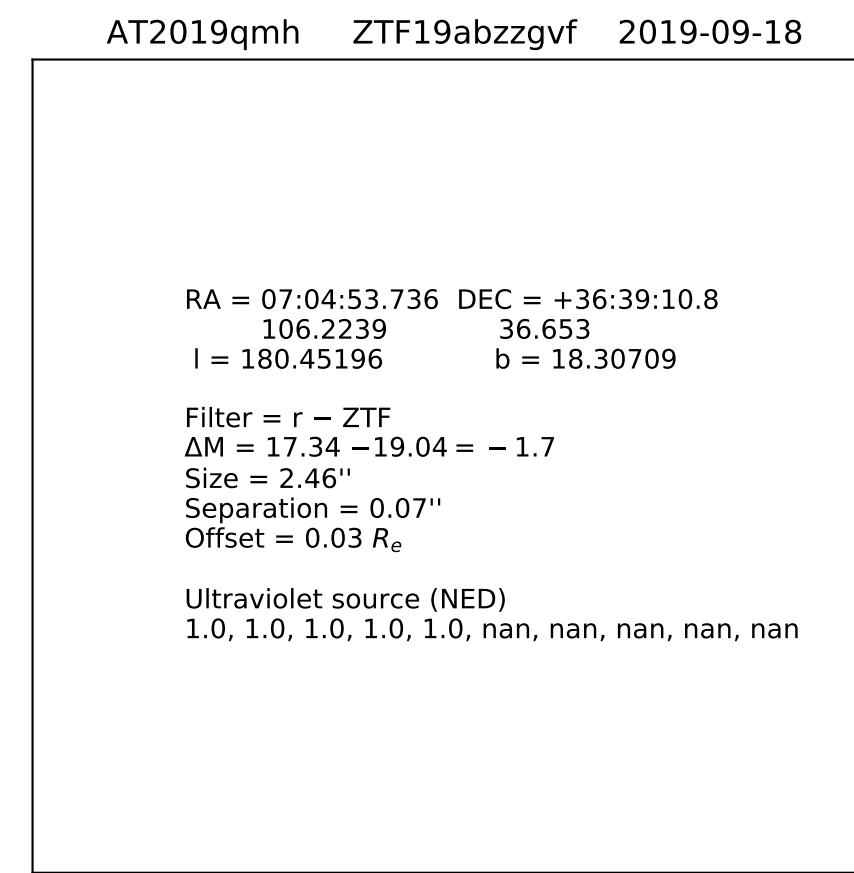 AT2019qmh ZTF19abzzgvf 2019-09-18
RA = 07:04:53.736 DEC = +36:39:10.8
106.2239 36.653
l = 180.45196 b = 18.30709
Filter = r − ZTF
ΔM = 17.34 −19.04 = − 1.7
Size = 2.46''
Separation = 0.07''
Offset = 0.03 Rₑ
Ultraviolet source (NED)
1.0, 1.0, 1.0, 1.0, 1.0, nan, nan, nan, nan, nan